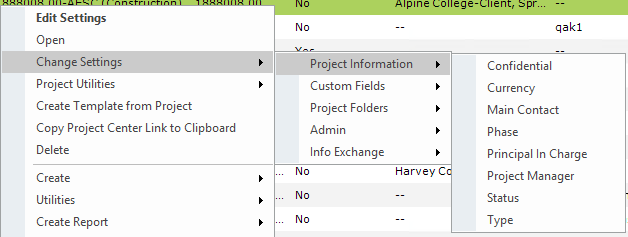 1888008.00-AESC (Construction) 1888008.00 No Alpine College-Client, Spr... --
Edit Settings
No -- qak1
Open
Yes
Change Settings
Project Information
Confidential
Project Utilities
Custom Fields
Currency
Create Template from Project
Project Folders
Main Contact
Copy Project Center Link to Clipboard
Admin
Phase
Delete
Info Exchange
Principal In Charge
... No Harvey Co
Create
Project Manager
Utilities
... No --
Status
Create Report
... No --
Type